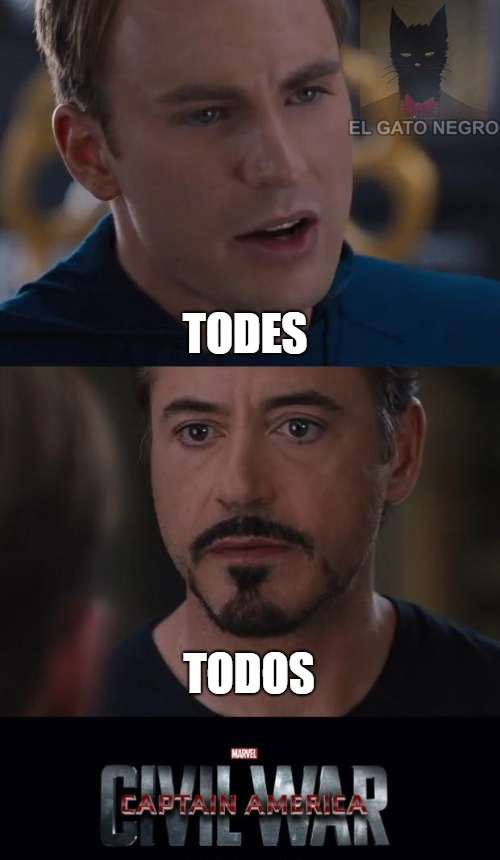 EL GATO NEGRO
TODES
TODOS
MARVEL
CAPTAIN AMERICA
CIVIL WAR